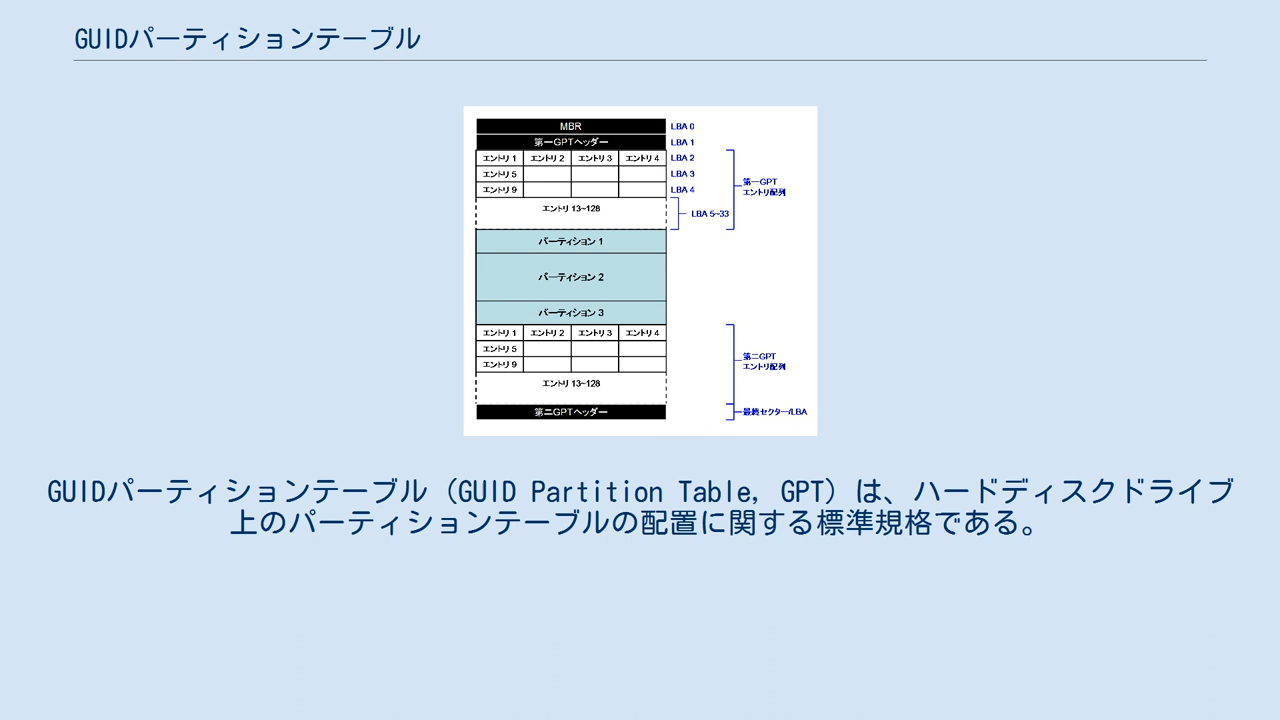 GUIDパーティションテーブル
MBR LBA 0
第一GPTヘッダー LBA 1
エントリ 1 エントリ 2 エントリ 3 エントリ 4 LBA 2
エントリ 5 LBA 3
エントリ 9 LBA 4
第一GPT
エントリ配列
エントリ 13~128 LBA 5~33
パーティション 1
パーティション 2
パーティション 3
エントリ 1 エントリ 2 エントリ 3 エントリ 4
エントリ 5
エントリ 9
第二GPT
エントリ配列
エントリ 13~128
第二GPTヘッダー 最終セクター/LBA
GUIDパーティションテーブル (GUID Partition Table, GPT) は、ハードディスクドライブ
上のパーティションテーブルの配置に関する標準規格である。